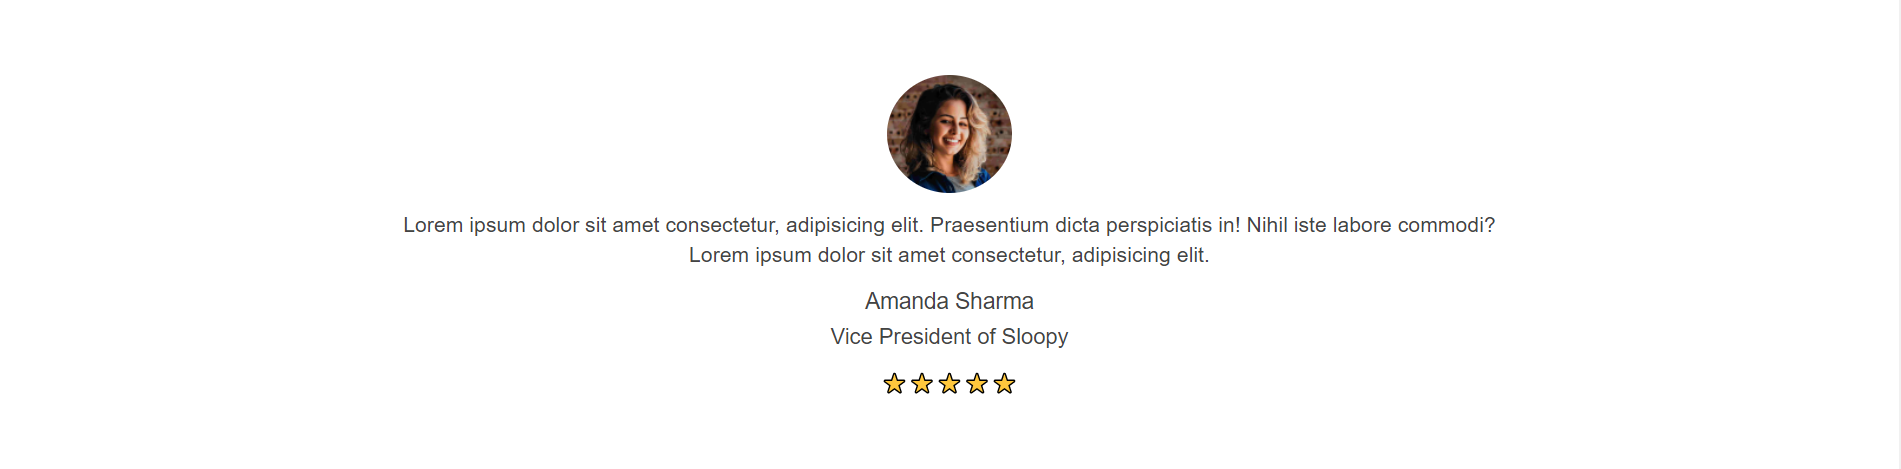 Lorem ipsum dolor sit amet consectetur, adipisicing elit. Praesentium dicta perspiciatis in! Nihil iste labore commodi?
Lorem ipsum dolor sit amet consectetur, adipisicing elit.
Amanda Sharma
Vice President of Sloopy